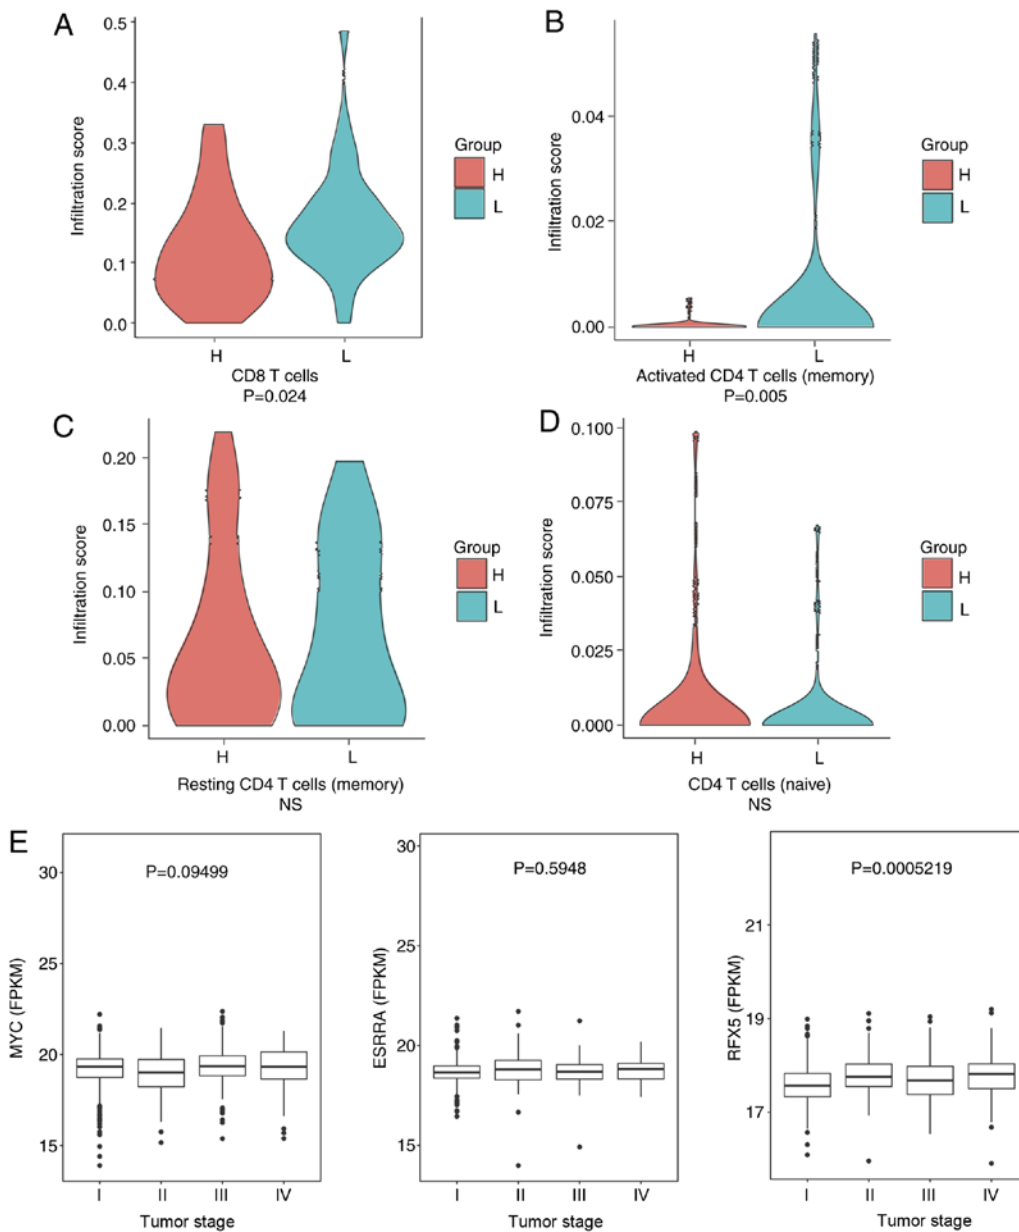 A
Infiltration score
0.5
0.4
0.3
0.2
0.1
0.0
H
L
CD8 T cells
P=0.024
Group
H
L
B
Infiltration score
0.04
0.02
0.00
H
L
Activated CD4 T cells (memory)
P=0.005
Group
H
L
C
Infiltration score
0.20
0.15
0.10
0.05
0.00
H
L
Resting CD4 T cells (memory)
NS
Group
H
L
D
Infiltration score
0.100
0.075
0.050
0.025
0.000
H
L
CD4 T cells (naive)
NS
Group
H
L
E
MYC (FPKM)
30
25
20
15
P=0.09499
I II III IV
Tumor stage
ESRRA (FPKM)
30
25
20
15
P=0.5948
I II III IV
Tumor stage
RFX5 (FPKM)
21
19
17
P=0.0005219
I II III IV
Tumor stage